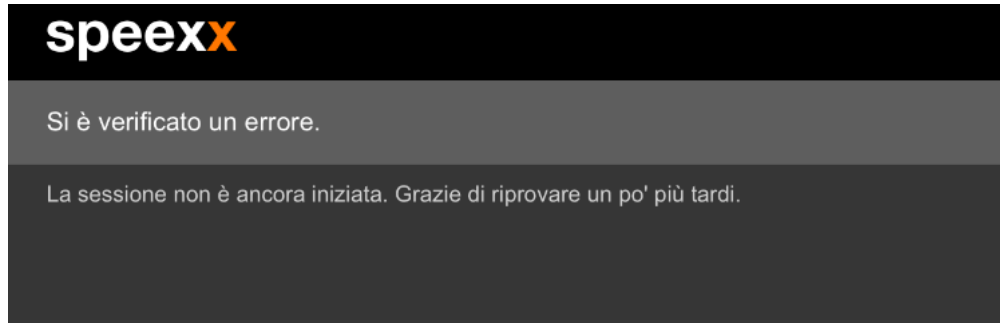 speexx
Si è verificato un errore.
La sessione non è ancora iniziata. Grazie di riprovare un po' più tardi.